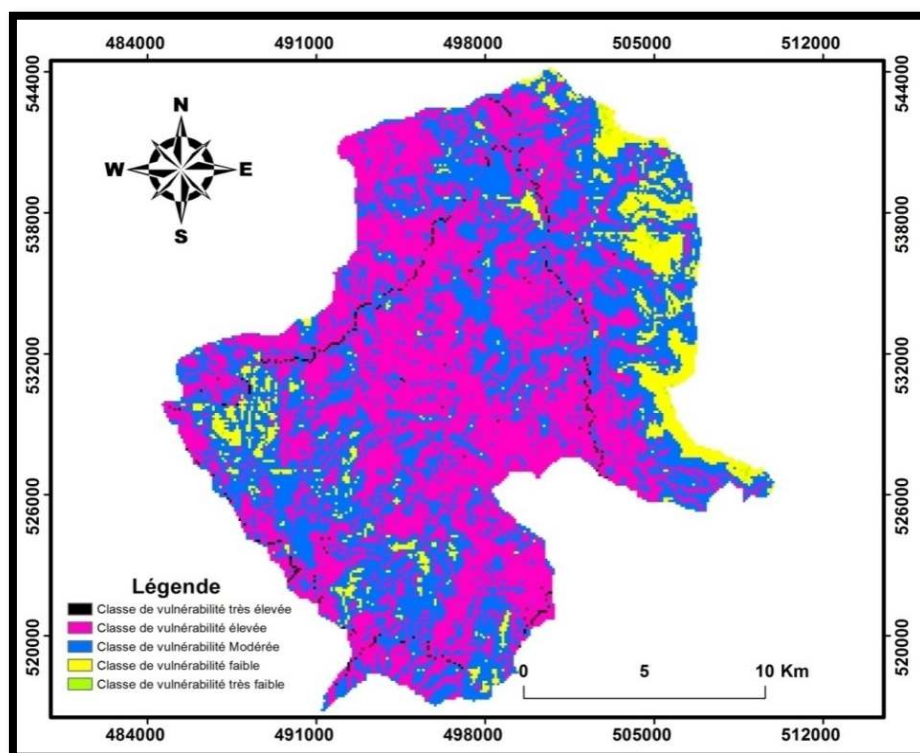 484000 491000 498000 505000 512000
544000 544000
N
W E
S
538000 538000
532000 532000
526000 526000
520000 520000
Légende
Classe de vulnérabilité très élevée
Classe de vulnérabilité élevée
Classe de vulnérabilité Modérée
Classe de vulnérabilité faible
Classe de vulnérabilité très faible
0 5 10 Km
484000 491000 498000 505000 512000